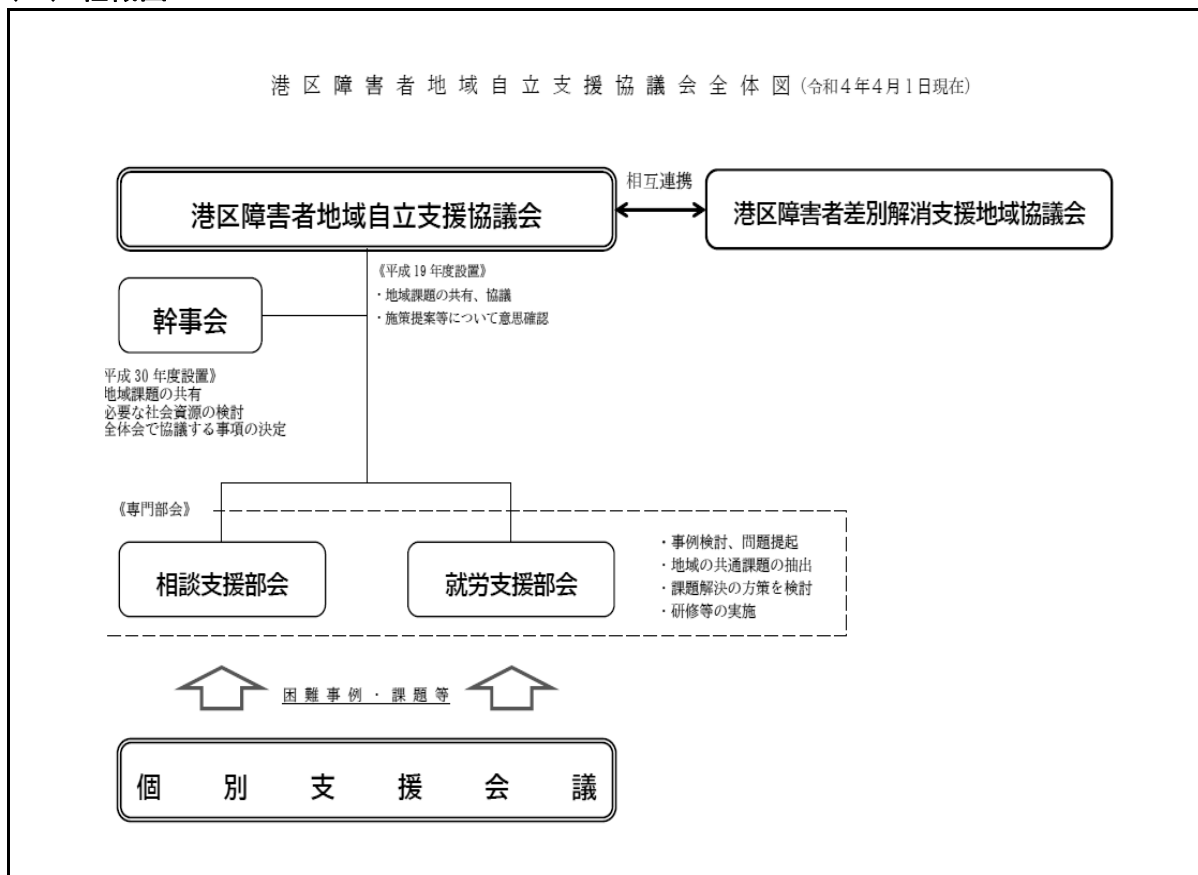 港区障害者地域自立支援協議会全体図(令和4年4月1日現在)
港区障害者地域自立支援協議会
相互連携
港区障害者差別解消支援地域協議会
《平成19年度設置》
・地域課題の共有、協議
・施策提案等について意思確認
幹事会
平成30年度設置》
地域課題の共有
必要な社会資源の検討
全体会で協議する事項の決定
《専門部会》
相談支援部会
就労支援部会
・事例検討、問題提起
・地域の共通課題の抽出
・課題解決の方策を検討
・研修等の実施
困難事例・課題等
個別支援会議